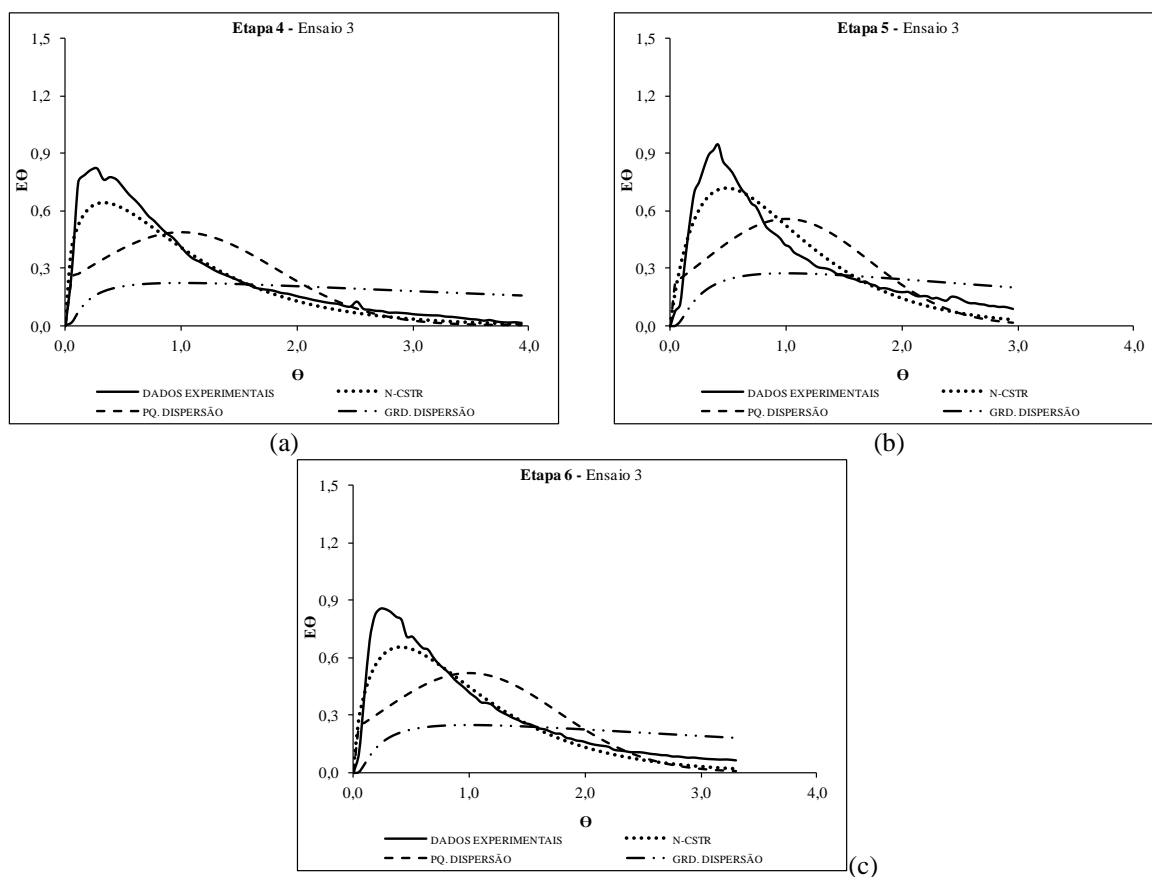 Etapa 4 - Ensaio 3
1,5
1,2
0,9
0,6
0,3
0,0
EΘ
0,0 1,0 2,0 3,0 4,0
Θ
DADOS EXPERIMENTAIS N-CSTR
PQ. DISPERSÃO GRD. DISPERSÃO
(a)
Etapa 5 - Ensaio 3
1,5
1,2
0,9
0,6
0,3
0,0
EΘ
0,0 1,0 2,0 3,0 4,0
Θ
DADOS EXPERIMENTAIS N-CSTR
PQ. DISPERSÃO GRD. DISPERSÃO
(b)
Etapa 6 - Ensaio 3
1,5
1,2
0,9
0,6
0,3
0,0
EΘ
0,0 1,0 2,0 3,0 4,0
Θ
DADOS EXPERIMENTAIS N-CSTR
PQ. DISPERSÃO GRD. DISPERSÃO
(c)